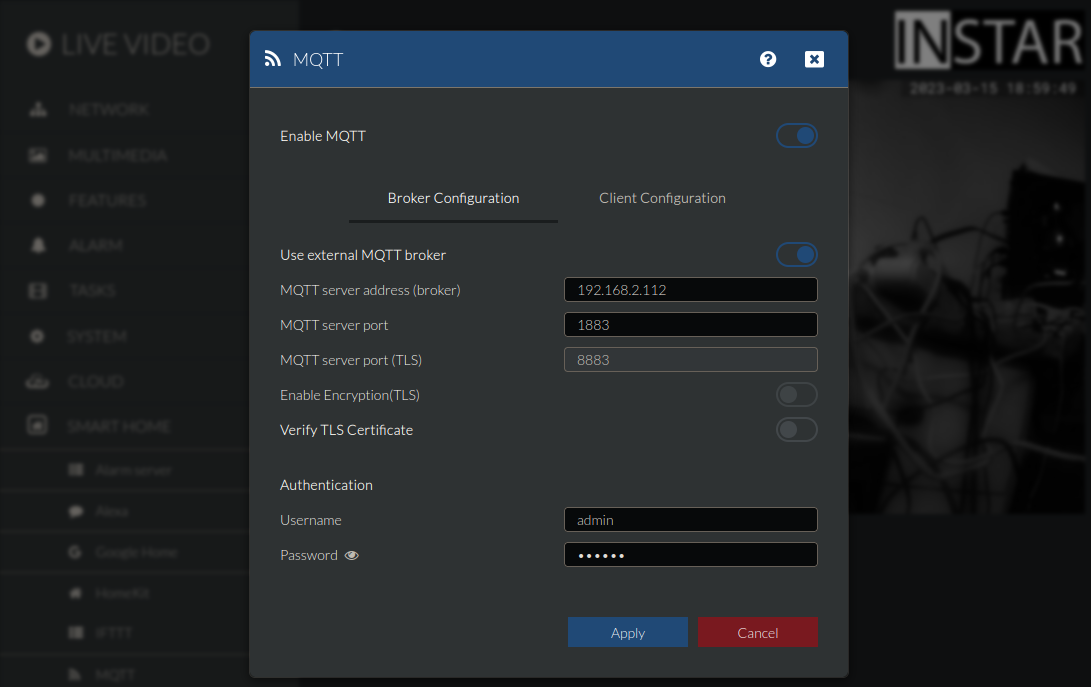 LIVE VIDEO
NETWORK
MULTIMEDIA
FEATURES
ALARM
TASKS
SYSTEM
CLOUD
SMART HOME
Alarm server
Alexa
Google Home
HomeKit
IFTTT
MQTT
INSTAR
2023-03-15 18:59:49
MQTT
Enable MQTT
Broker Configuration Client Configuration
Use external MQTT broker
MQTT server address (broker) 192.168.2.112
MQTT server port 1883
MQTT server port (TLS) 8883
Enable Encryption(TLS)
Verify TLS Certificate
Authentication
Username admin
Password ••••••
Apply Cancel